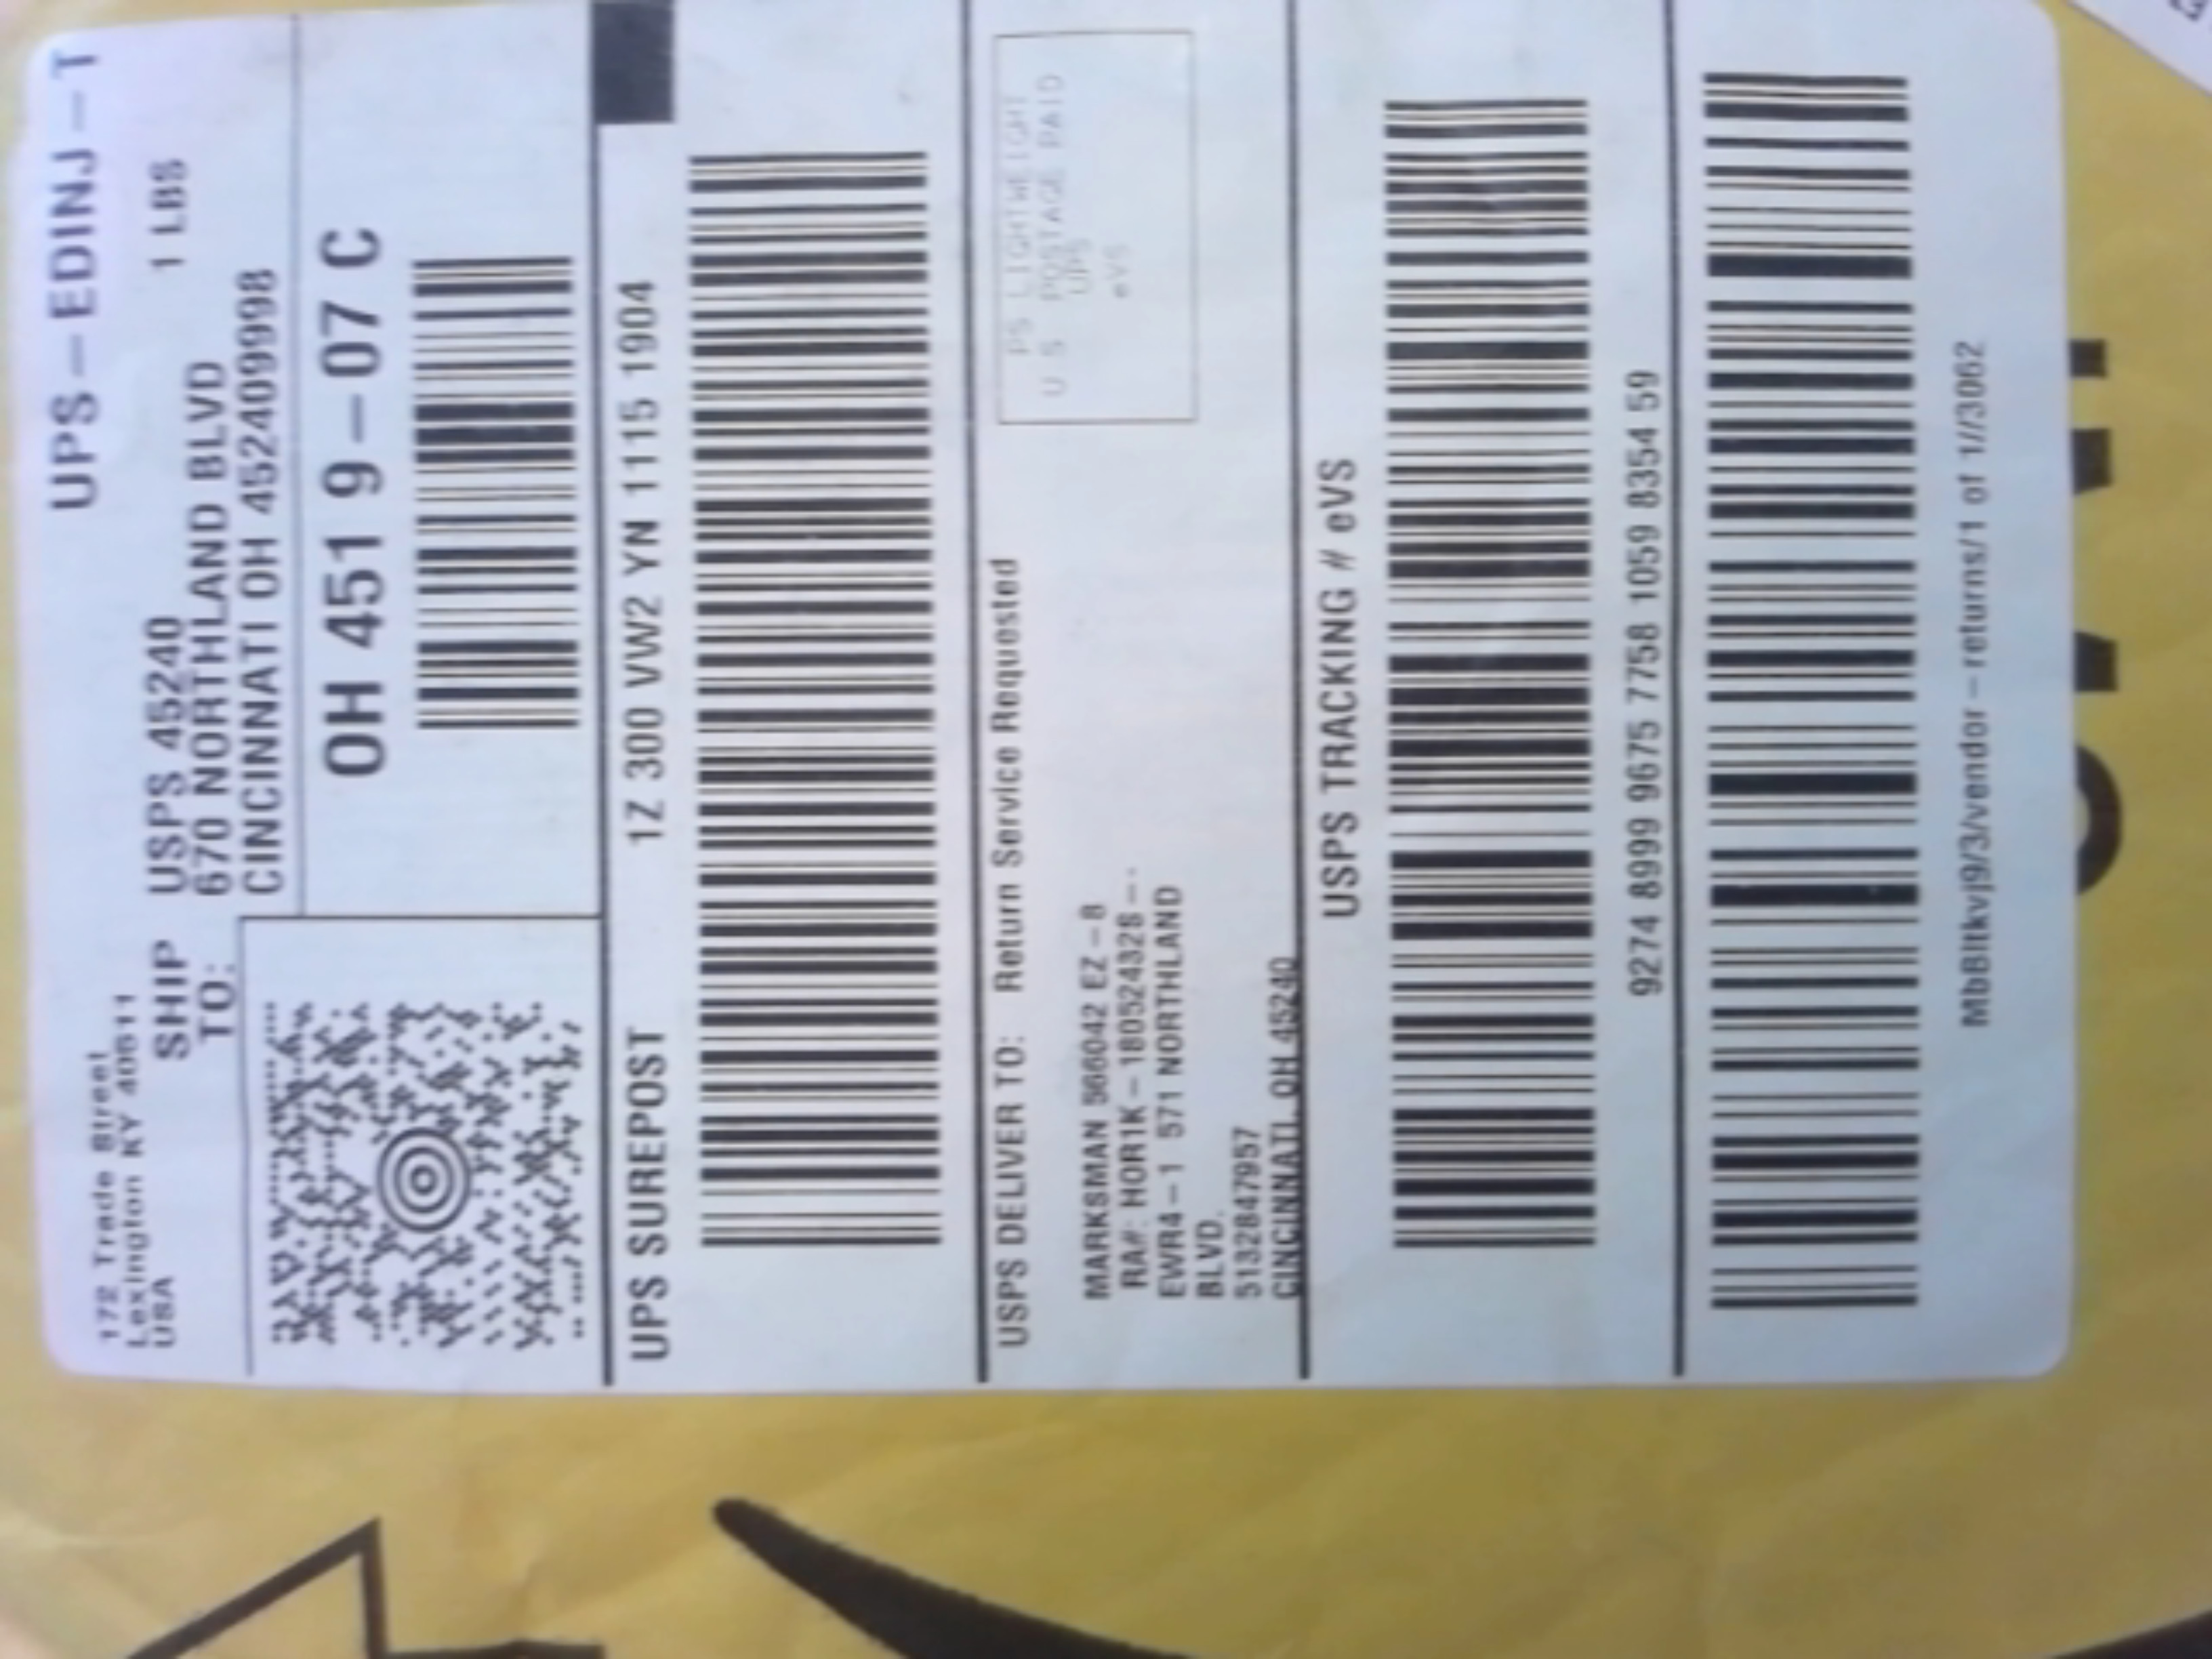 UPS-EDINJ-T
172 Trade Street
Lexington KY 40511
USA
1 LBS
SHIP TO:
USPS 45240
670 NORTHLAND BLVD
CINCINNATI OH 452409998
OH 451 9-07 C
UPS SUREPOST
1Z 300 VW2 YN 1115 1904
USPS DELIVER TO:
Return Service Requested
PS LIGHTWEIGHT
U S POSTAGE PAID
UPS
eVS
MARKSMAN 566042 EZ-8
RA#: HOR1K-18052432S-.
EWR4-1 571 NORTHLAND
BLVD.
5132847957
CINCINNATI, OH 45240
USPS TRACKING # eVS
9274 8999 9675 7758 1059 8354 59
MbBltkvj9/3/vendor-returns/1 of 1//3062